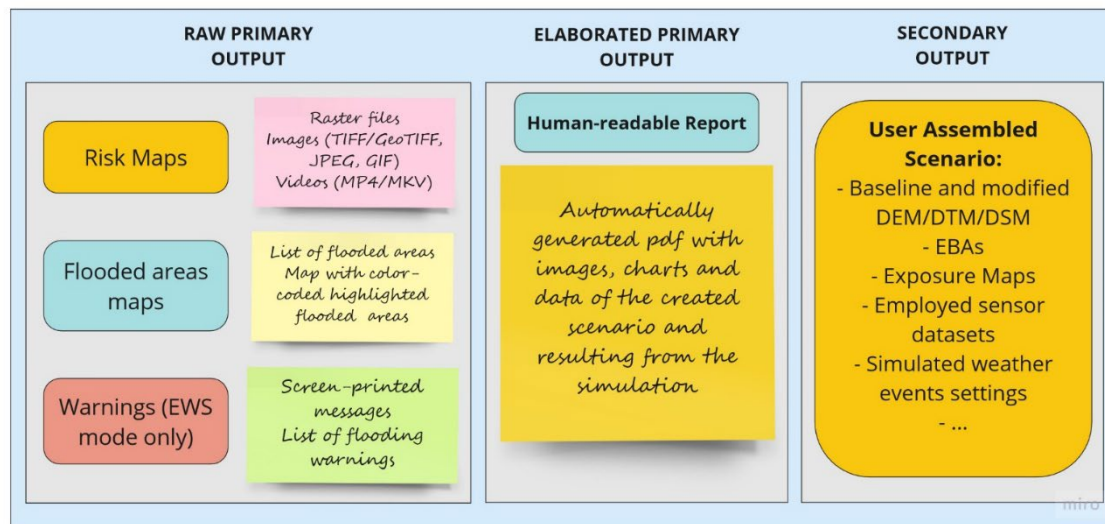 RAW PRIMARY
OUTPUT
Risk Maps
Raster files
Images (TIFF/GeoTIFF,
JPEG, GIF)
Videos (MP4/MKV)
Flooded areas
maps
List of flooded areas
Map with color-
coded highlighted
flooded areas
Warnings (EWS
mode only)
Screen-printed
messages
List of flooding
warnings
ELABORATED PRIMARY
OUTPUT
Human-readable Report
Automatically
generated pdf with
images, charts and
data of the created
scenario and
resulting from the
simulation
SECONDARY
OUTPUT
User Assembled
Scenario:
- Baseline and modified
DEM/DTM/DSM
- EBAs
- Exposure Maps
- Employed sensor
datasets
- Simulated weather
events settings
- ...
miro